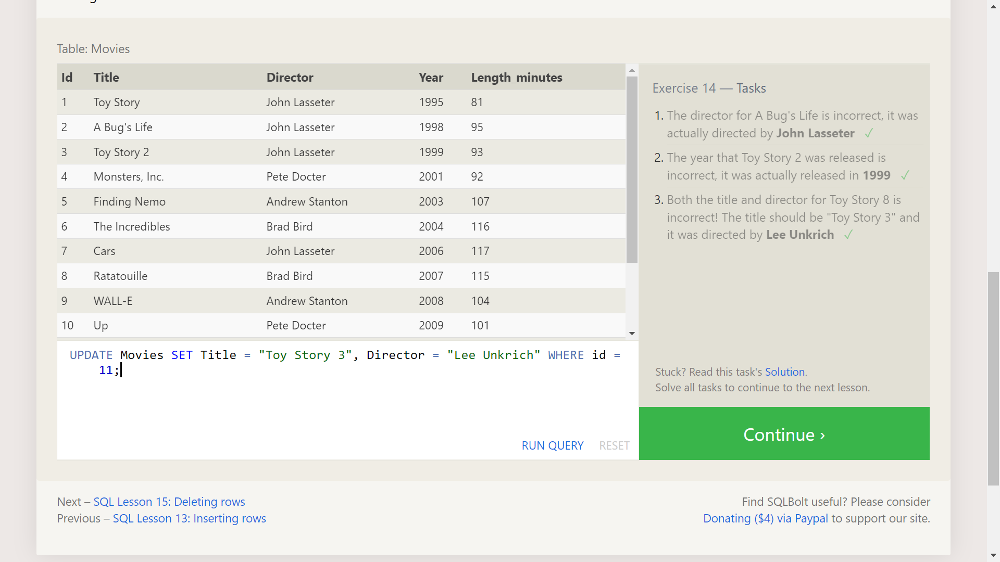 Table: Movies
Id Title Director Year Length_minutes
1 Toy Story John Lasseter 1995 81
2 A Bug's Life John Lasseter 1998 95
3 Toy Story 2 John Lasseter 1999 93
4 Monsters, Inc. Pete Docter 2001 92
5 Finding Nemo Andrew Stanton 2003 107
6 The Incredibles Brad Bird 2004 116
7 Cars John Lasseter 2006 117
8 Ratatouille Brad Bird 2007 115
9 WALL-E Andrew Stanton 2008 104
10 Up Pete Docter 2009 101
UPDATE Movies SET Title = "Toy Story 3", Director = "Lee Unkrich" WHERE id =
11;
RUN QUERY RESET
Exercise 14 — Tasks
1. The director for A Bug's Life is incorrect, it was
actually directed by John Lasseter ✓
2. The year that Toy Story 2 was released is
incorrect, it was actually released in 1999 ✓
3. Both the title and director for Toy Story 8 is
incorrect! The title should be "Toy Story 3" and
it was directed by Lee Unkrich ✓
Stuck? Read this task's Solution.
Solve all tasks to continue to the next lesson.
Continue ›
Next – SQL Lesson 15: Deleting rows
Previous – SQL Lesson 13: Inserting rows
Find SQLBolt useful? Please consider
Donating ($4) via Paypal to support our site.